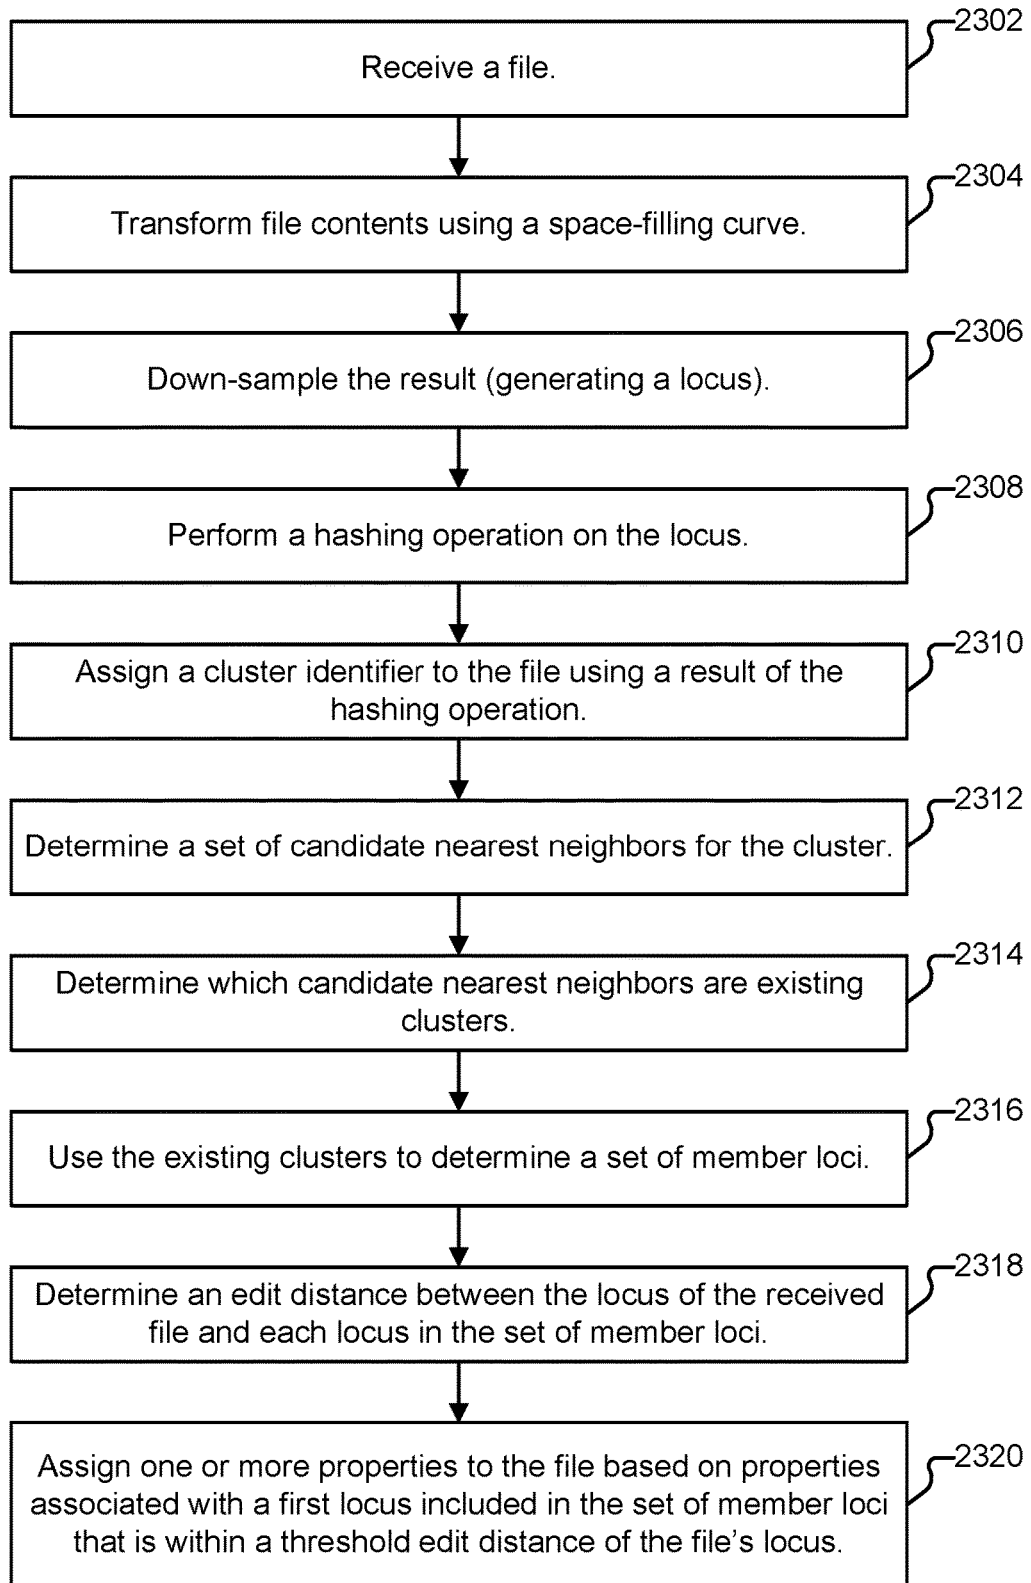 2302
Receive a file.
2304
Transform file contents using a space-filling curve.
2306
Down-sample the result (generating a locus).
2308
Perform a hashing operation on the locus.
2310
Assign a cluster identifier to the file using a result of the
hashing operation.
2312
Determine a set of candidate nearest neighbors for the cluster.
2314
Determine which candidate nearest neighbors are existing
clusters.
2316
Use the existing clusters to determine a set of member loci.
2318
Determine an edit distance between the locus of the received
file and each locus in the set of member loci.
2320
Assign one or more properties to the file based on properties
associated with a first locus included in the set of member loci
that is within a threshold edit distance of the file's locus.